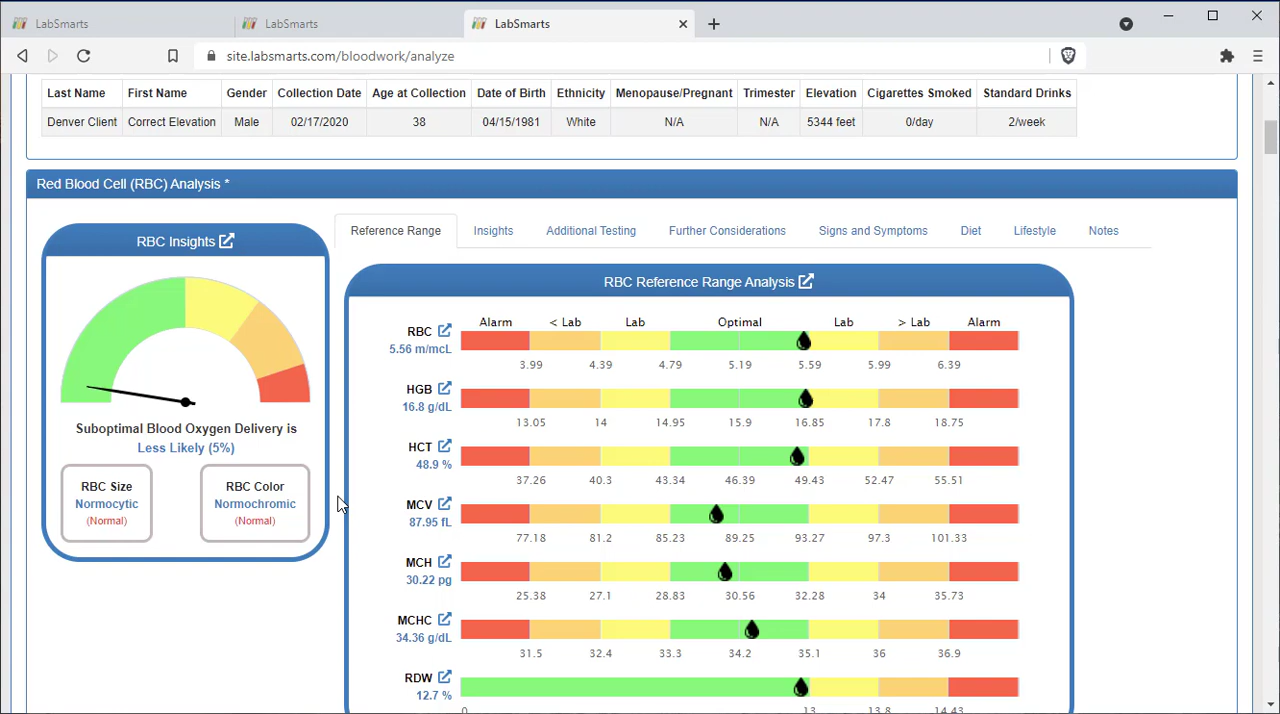 LabSmarts LabSmarts LabSmarts
site.labsmarts.com/bloodwork/analyze
Last Name First Name Gender Collection Date Age at Collection Date of Birth Ethnicity Menopause/Pregnant Trimester Elevation Cigarettes Smoked Standard Drinks
Denver Client Correct Elevation Male 02/17/2020 38 04/15/1981 White N/A N/A 5344 feet 0/day 2/week
Red Blood Cell (RBC) Analysis *
RBC Insights
Suboptimal Blood Oxygen Delivery is
Less Likely (5%)
RBC Size
Normocytic
(Normal)
RBC Color
Normochromic
(Normal)
Reference Range Insights Additional Testing Further Considerations Signs and Symptoms Diet Lifestyle Notes
RBC Reference Range Analysis
Alarm < Lab Lab Optimal Lab > Lab Alarm
RBC
5.56 m/mcL
3.99 4.39 4.79 5.19 5.59 5.99 6.39
HGB
16.8 g/dL
13.05 14 14.95 15.9 16.85 17.8 18.75
HCT
48.9 %
37.26 40.3 43.34 46.39 49.43 52.47 55.51
MCV
87.95 fL
77.18 81.2 85.23 89.25 93.27 97.3 101.33
MCH
30.22 pg
25.38 27.1 28.83 30.56 32.28 34 35.73
MCHC
34.36 g/dL
31.5 32.4 33.3 34.2 35.1 36 36.9
RDW
12.7 %
0 13 13.8 14.43